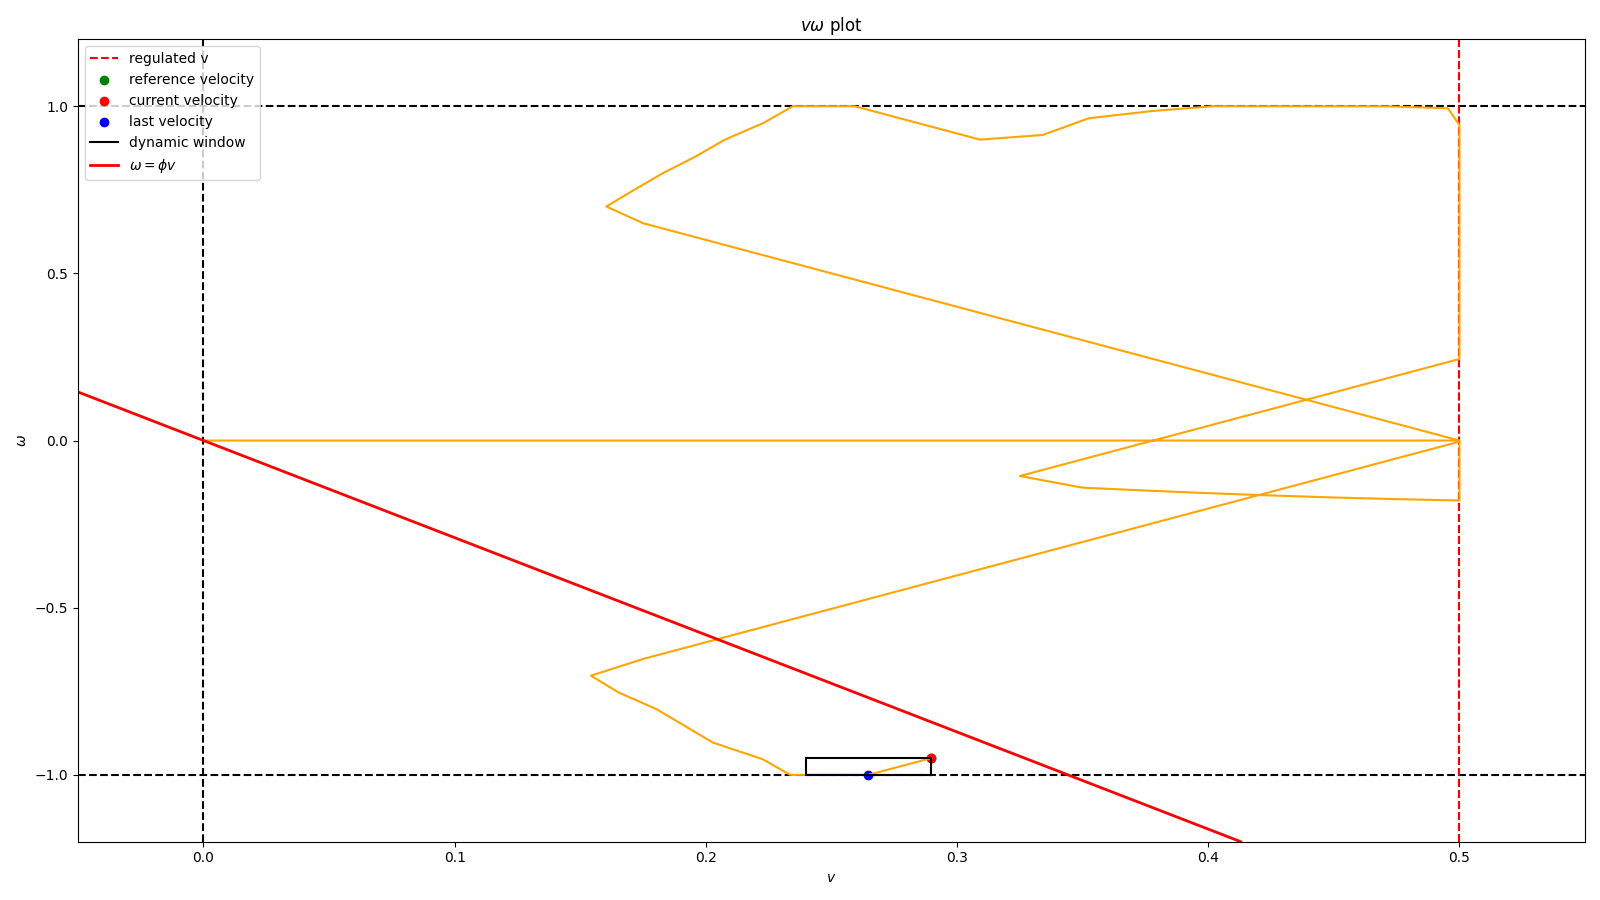 vω plot
regulated v
reference velocity
current velocity
last velocity
dynamic window
ω = ϕv
1.0
0.5
0.0
−0.5
−1.0
ω
0.0
0.1
0.2
0.3
0.4
0.5
v